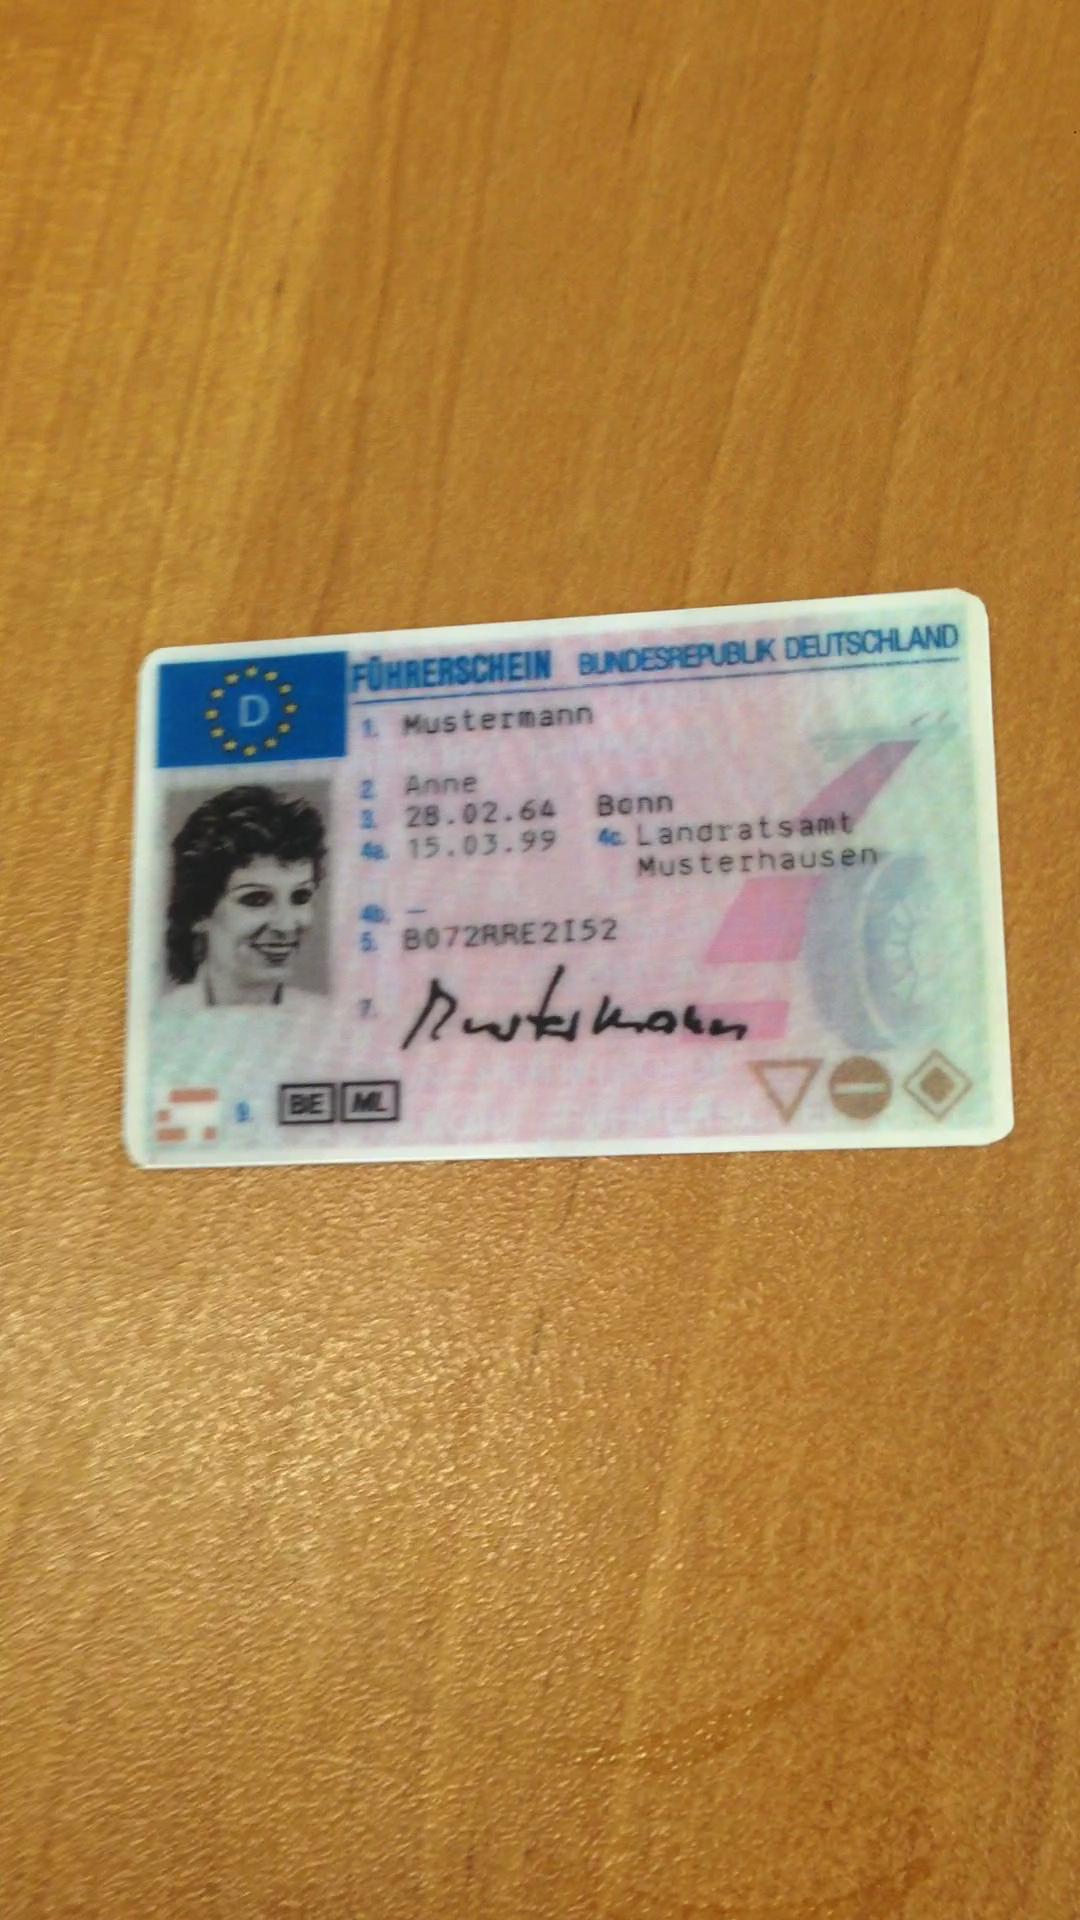 D
FÜHRERSCHEIN BUNDESREPUBLIK DEUTSCHLAND
1. Mustermann
2. Anne
3. 28.02.64 Bonn
4a. 15.03.99 4c. Landratsamt
Musterhausen
4b. —
5. B072RRE2I52
7. Mustermann
9. BE ML